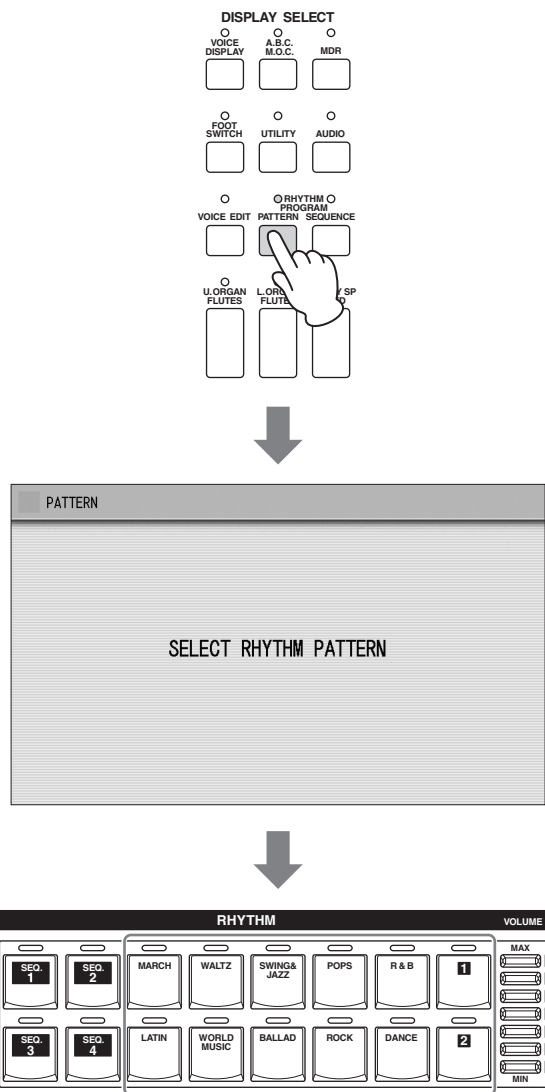 DISPLAY SELECT
VOICE DISPLAY
A.B.C. M.O.C.
MDR
FOOT SWITCH
UTILITY
AUDIO
RHYTHM PROGRAM
VOICE EDIT
PATTERN
SEQUENCE
U.ORGAN FLUTES
PATTERN
SELECT RHYTHM PATTERN
RHYTHM
VOLUME
SEQ. 1
SEQ. 2
MARCH
WALTZ
SWING& JAZZ
POPS
R & B
1
MAX
SEQ. 3
SEQ. 4
LATIN
WORLD MUSIC
BALLAD
ROCK
DANCE
2
MIN